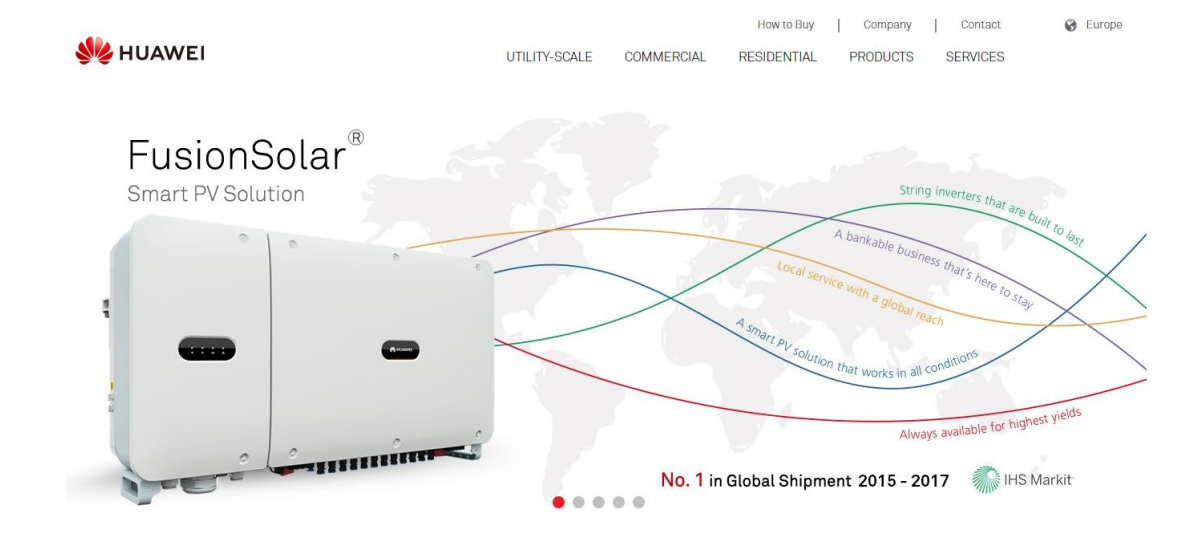 How to Buy | Company | Contact Europe
HUAWEI
UTILITY-SCALE COMMERCIAL RESIDENTIAL PRODUCTS SERVICES
FusionSolar®
Smart PV Solution
String inverters that are built to last
A bankable business that's here to stay
Local service with a global reach
A smart PV solution that works in all conditions
Always available for highest yields
HUAWEI
No. 1 in Global Shipment 2015 - 2017 IHS Markit